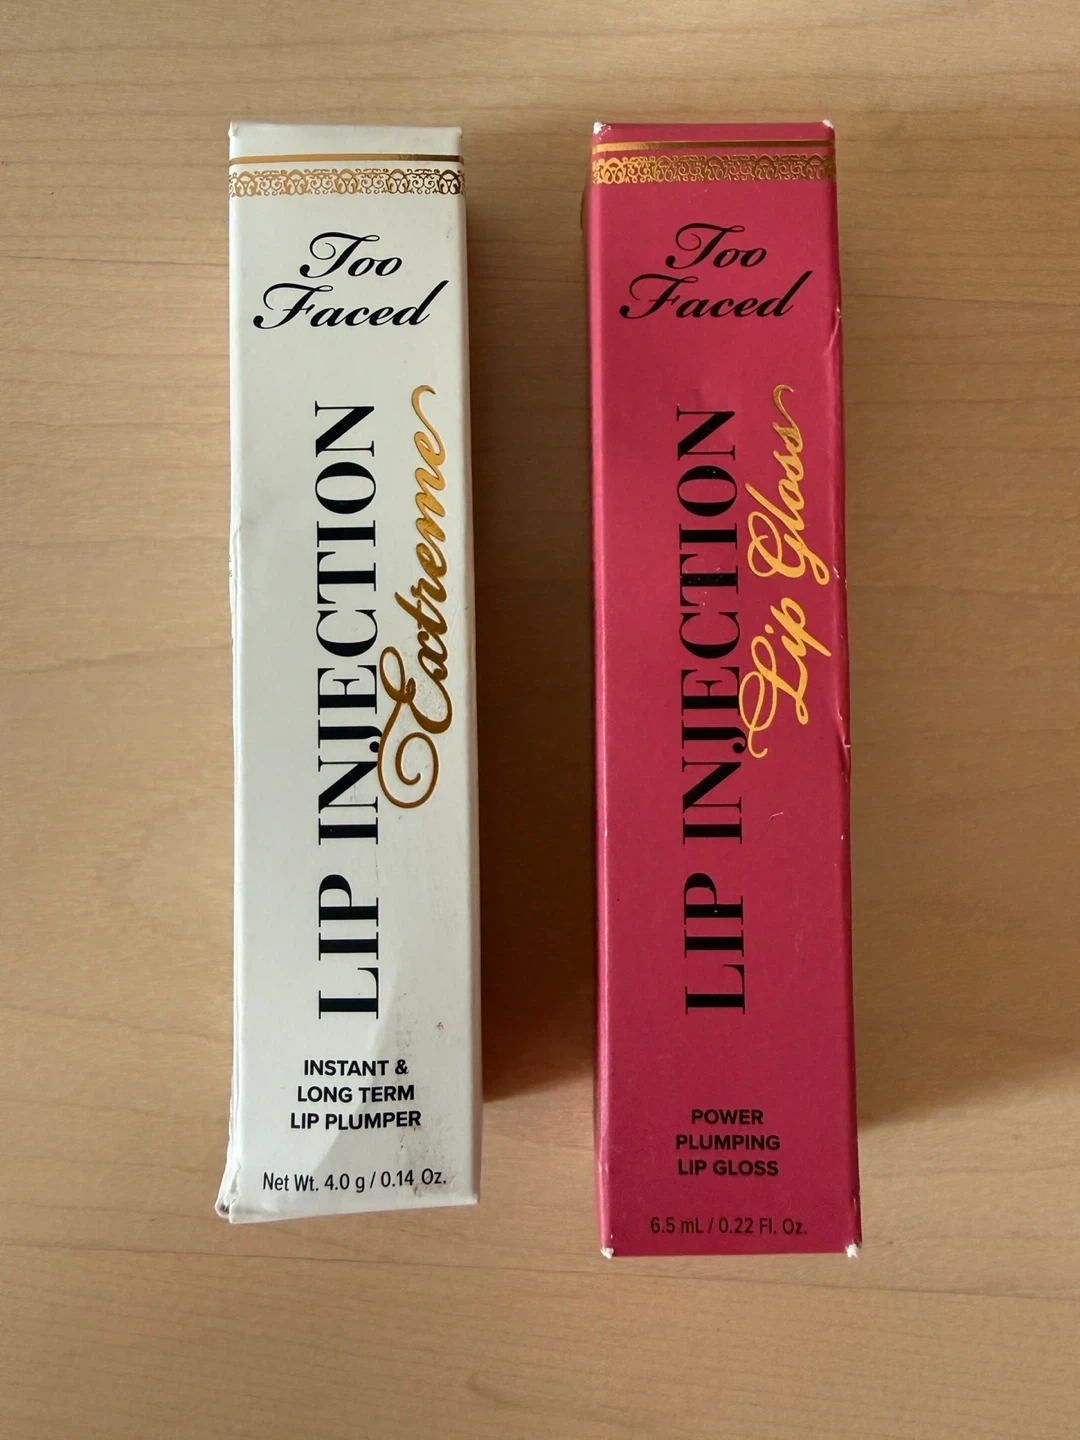 Too
Faced
LIP INJECTION
Extreme
INSTANT &
LONG TERM
LIP PLUMPER
Net Wt. 4.0 g / 0.14 Oz.
Too
Faced
LIP INJECTION
Lip Gloss
POWER
PLUMPING
LIP GLOSS
6.5 mL / 0.22 Fl. Oz.